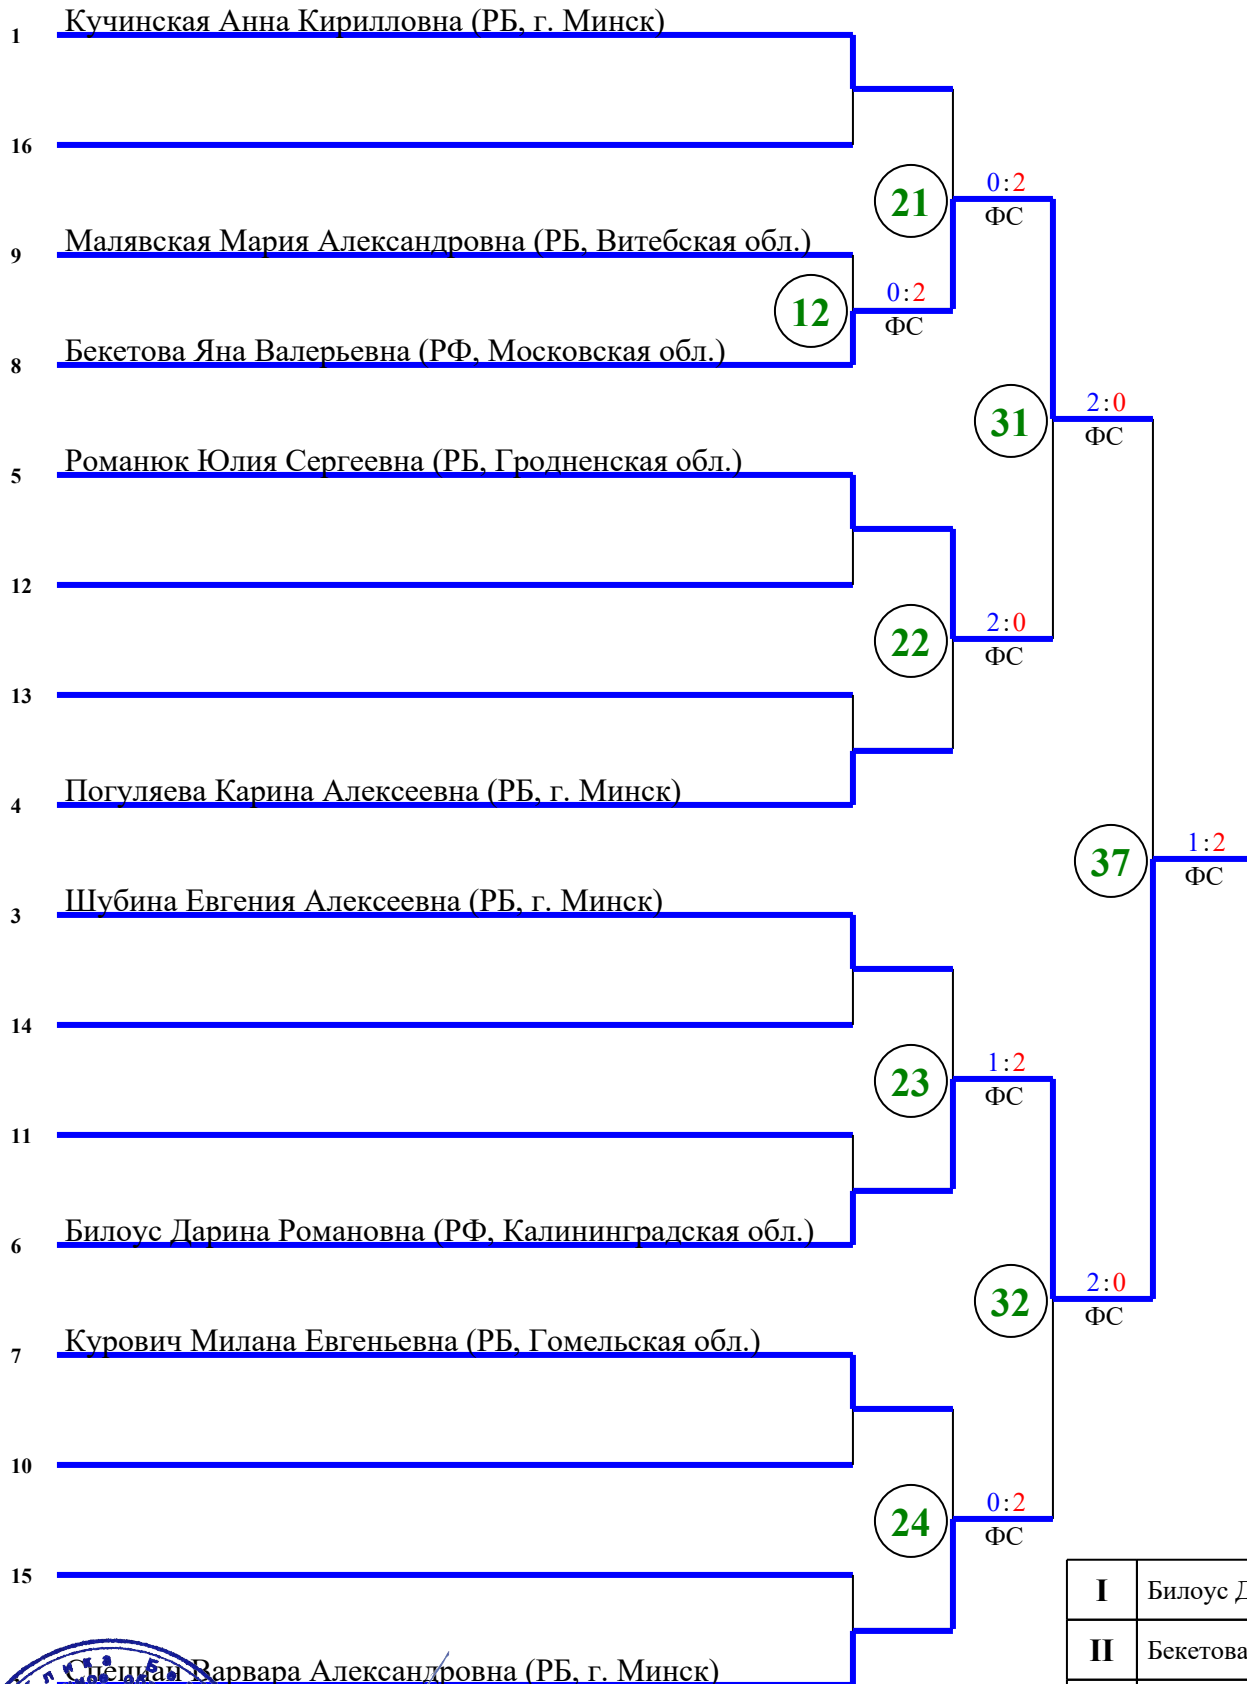 1 Кучинская Анна Кирилловна (РБ, г. Минск)
16
21 0:2
ФС
9 Малявская Мария Александровна (РБ, Витебская обл.)
12 0:2
ФС
8 Бекетова Яна Валерьевна (РФ, Московская обл.)
31 2:0
ФС
5 Романюк Юлия Сергеевна (РБ, Гродненская обл.)
12
22 2:0
ФС
13
4 Погуляева Карина Алексеевна (РБ, г. Минск)
37 1:2
ФС
3 Шубина Евгения Алексеевна (РБ, г. Минск)
14
23 1:2
ФС
11
6 Билоус Дарина Романовна (РФ, Калининградская обл.)
32 2:0
ФС
7 Курович Милана Евгеньевна (РБ, Гомельская обл.)
10
24 0:2
ФС
15
I Билоус Д
II Бекетова
Варвара Александровна (РБ, г. Минск)